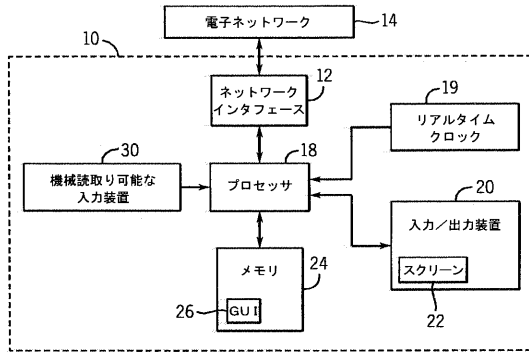 電子ネットワーク
14
10
12
ネットワーク
インタフェース
19
リアルタイム
クロック
30
機械読取り可能な
入力装置
18
プロセッサ
20
入力/出力装置
スクリーン
22
メモリ
24
26
GUI